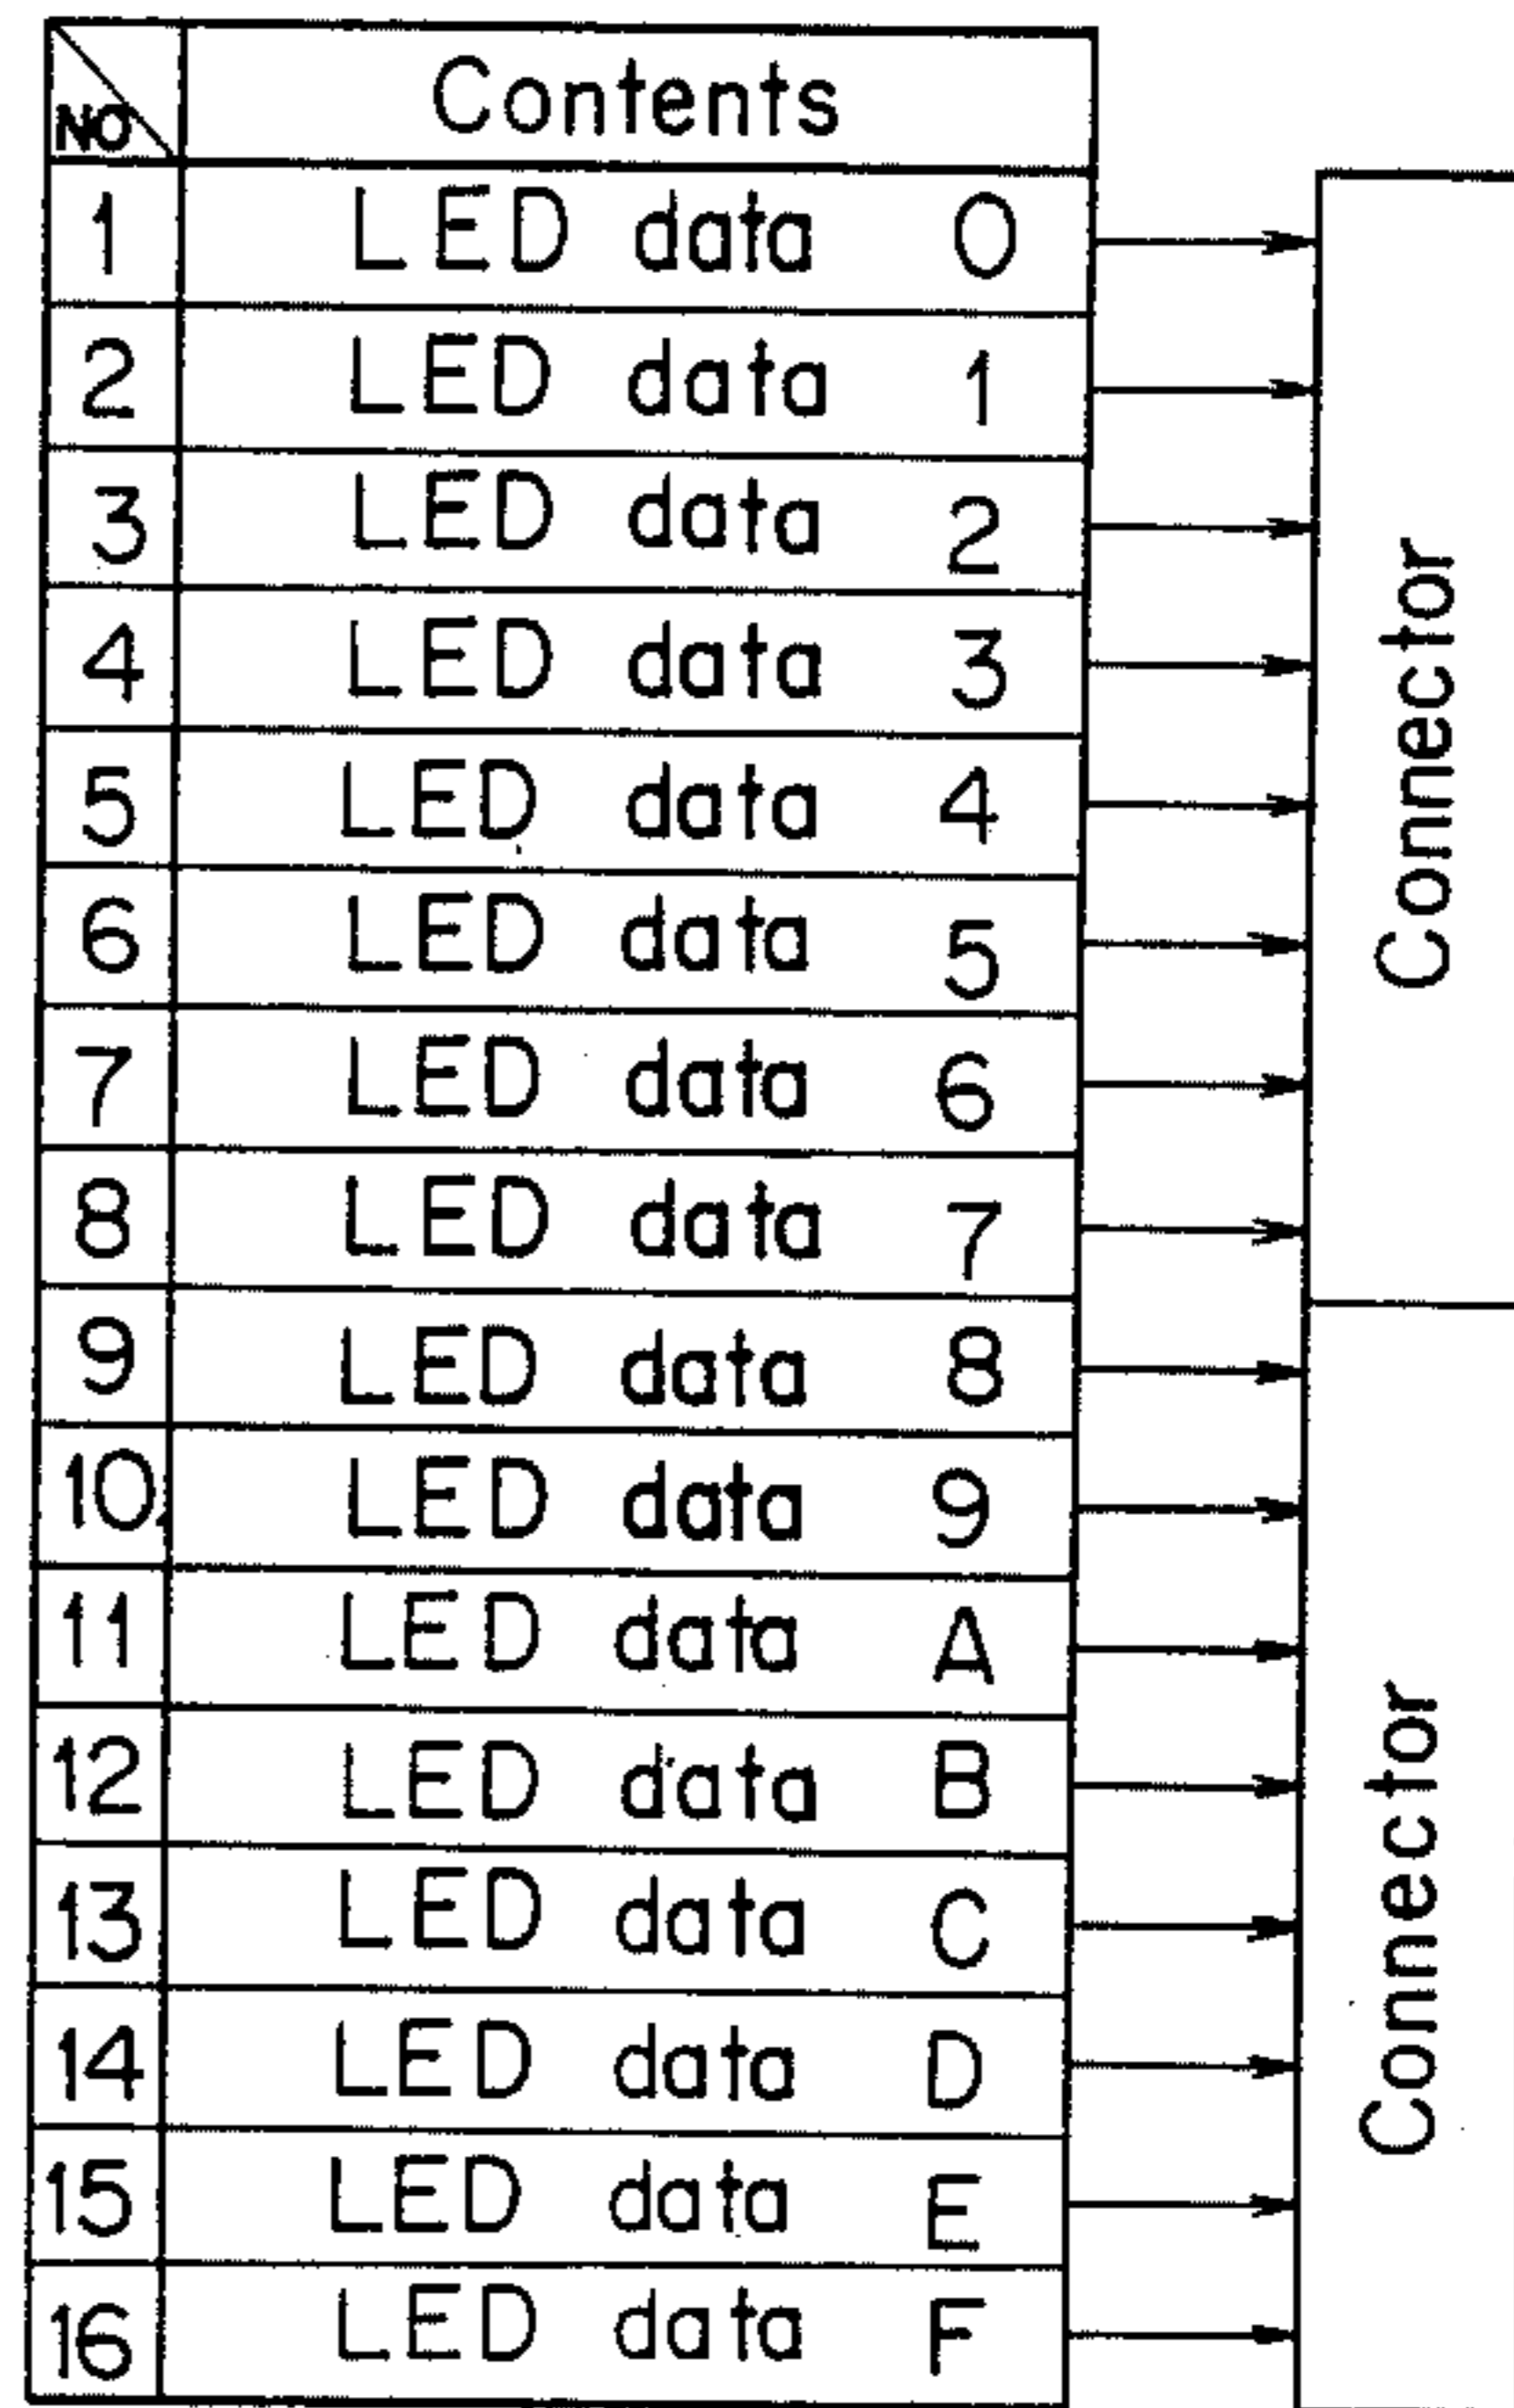 NO Contents
1 LED data 0
2 LED data 1
3 LED data 2
4 LED data 3
5 LED data 4
6 LED data 5
7 LED data 6
8 LED data 7
9 LED data 8
10 LED data 9
11 LED data A
12 LED data B
13 LED data C
14 LED data D
15 LED data E
16 LED data F
Connector
Connector